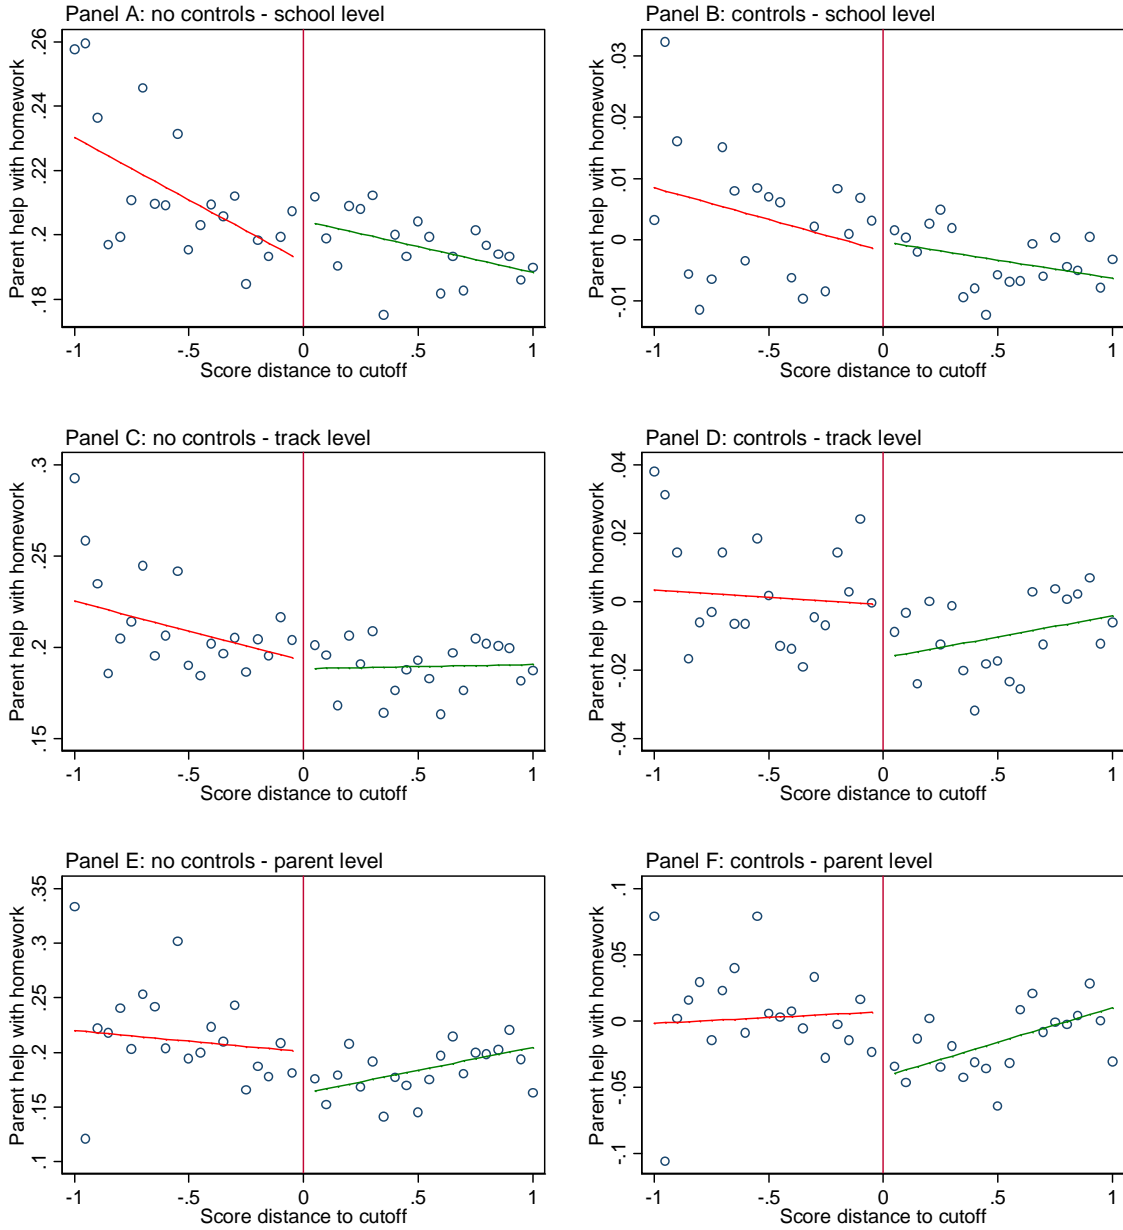 Panel A: no controls - school level
Parent help with homework
.26
.24
.22
.2
.18
-1 -.5 0 .5 1
Score distance to cutoff
Panel B: controls - school level
Parent help with homework
.03
.02
.01
0
-.01
-1 -.5 0 .5 1
Score distance to cutoff
Panel C: no controls - track level
Parent help with homework
.3
.25
.2
.15
-1 -.5 0 .5 1
Score distance to cutoff
Panel D: controls - track level
Parent help with homework
.04
.02
0
-.02
-.04
-1 -.5 0 .5 1
Score distance to cutoff
Panel E: no controls - parent level
Parent help with homework
.35
.3
.25
.2
.15
.1
-1 -.5 0 .5 1
Score distance to cutoff
Panel F: controls - parent level
Parent help with homework
.1
.05
0
-.05
-.1
-1 -.5 0 .5 1
Score distance to cutoff